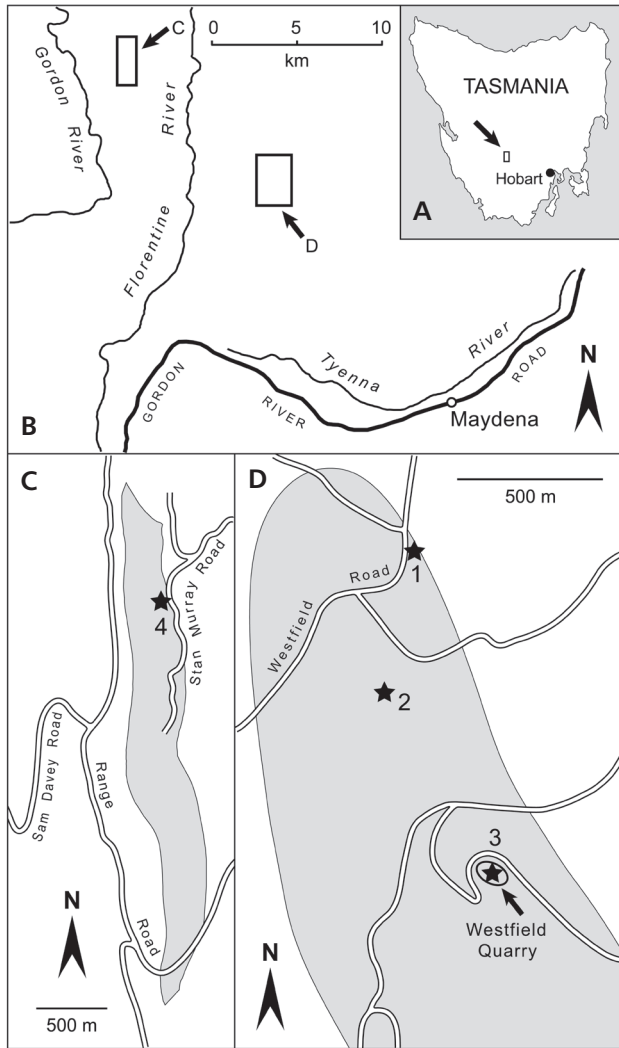 C
0 10
km
Gordon
River
Florentine
River
D
TASMANIA
Hobart
A
Tyenna
River
GORDON
RIVER
ROAD
Maydena
N
B
C
4
Stan Murray Road
Sam Davey Road
Range
Road
N
500 m
D
500 m
1
Westfield
Road
2
3
Westfield
Quarry
N